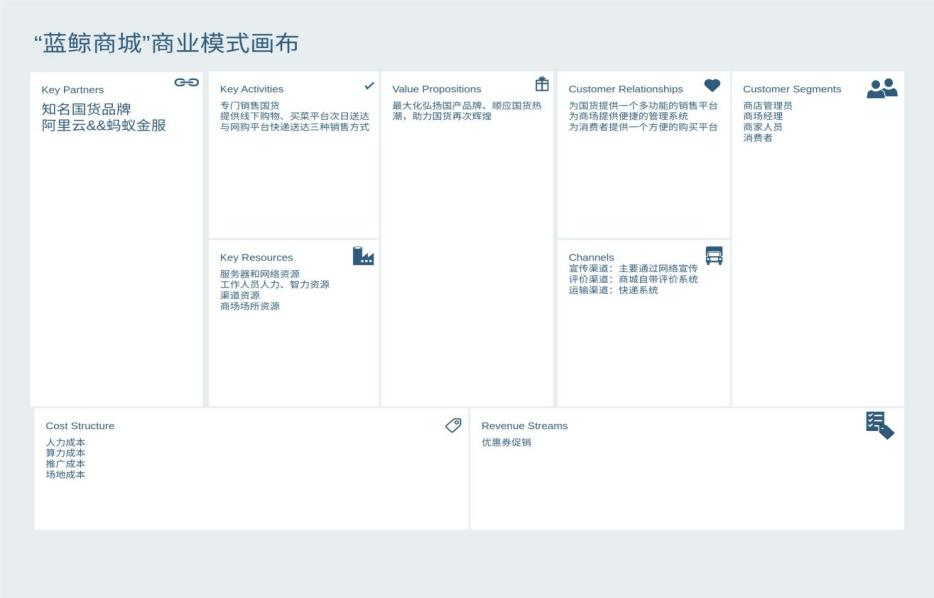 “蓝鲸商城”商业模式画布
Key Partners
知名国货品牌
阿里云&&蚂蚁金服
Key Activities
专门销售国货
提供线下购物、买菜平台次日送达
与网购平台快递送达三种销售方式
Key Resources
服务器和网络资源
工作人员人力、智力资源
渠道资源
商场场所资源
Value Propositions
最大化弘扬国产品牌、顺应国货热
潮，助力国货再次辉煌
Customer Relationships
为国货提供一个多功能的销售平台
为商场提供便捷的管理系统
为消费者提供一个方便的购买平台
Channels
宣传渠道：主要通过网络宣传
评价渠道：商城自带评价系统
运输渠道：快递系统
Customer Segments
商店管理员
商场经理
商家人员
消费者
Cost Structure
人力成本
算力成本
推广成本
场地成本
Revenue Streams
优惠券促销